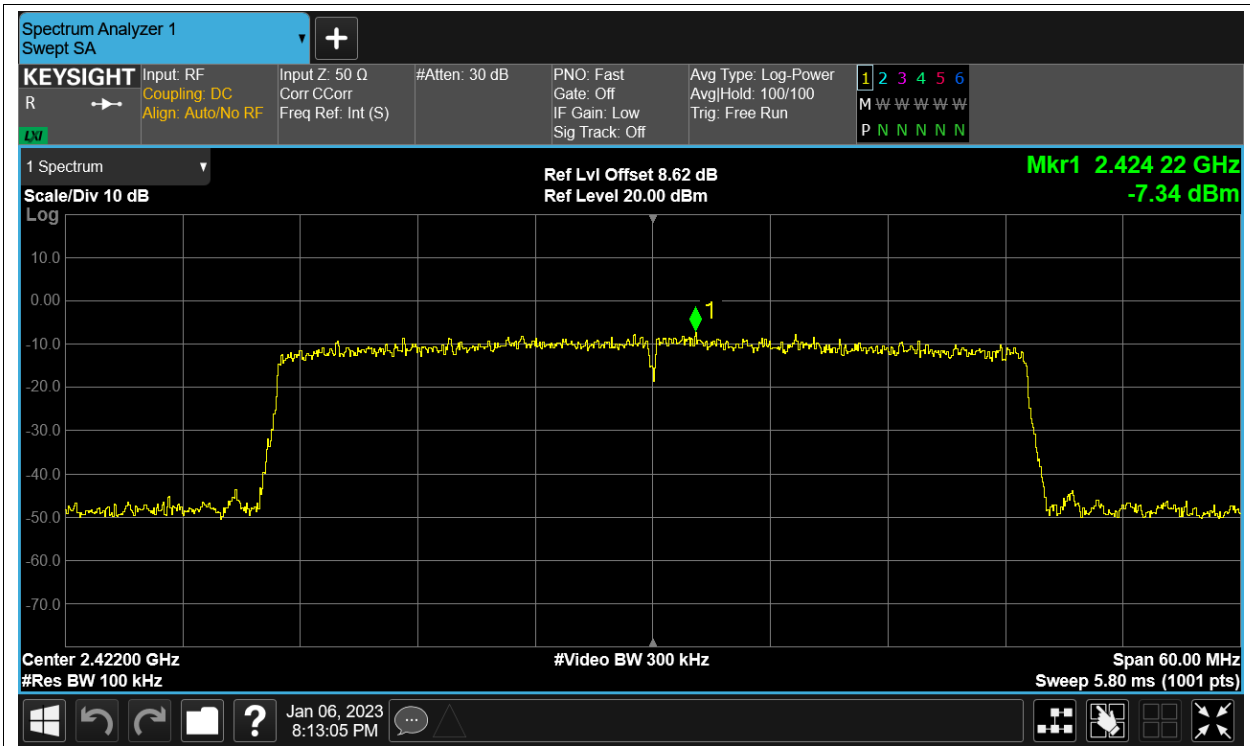 Spectrum Analyzer 1
Swept SA
KEYSIGHT
R
LXI
Input: RF
Coupling: DC
Align: Auto/No RF
Input Z: 50 Ω
Corr CCorr
Freq Ref: Int (S)
#Atten: 30 dB
PNO: Fast
Gate: Off
IF Gain: Low
Sig Track: Off
Avg Type: Log-Power
Avg|Hold: 100/100
Trig: Free Run
1 2 3 4 5 6
M W W W W W
P N N N N N
1 Spectrum
Scale/Div 10 dB
Log
Ref Lvl Offset 8.62 dB
Ref Level 20.00 dBm
Mkr1 2.424 22 GHz
-7.34 dBm
10.0
0.00
1
-10.0
-20.0
-30.0
-40.0
-50.0
-60.0
-70.0
Center 2.42200 GHz
#Res BW 100 kHz
#Video BW 300 kHz
Span 60.00 MHz
Sweep 5.80 ms (1001 pts)
?
Jan 06, 2023
8:13:05 PM